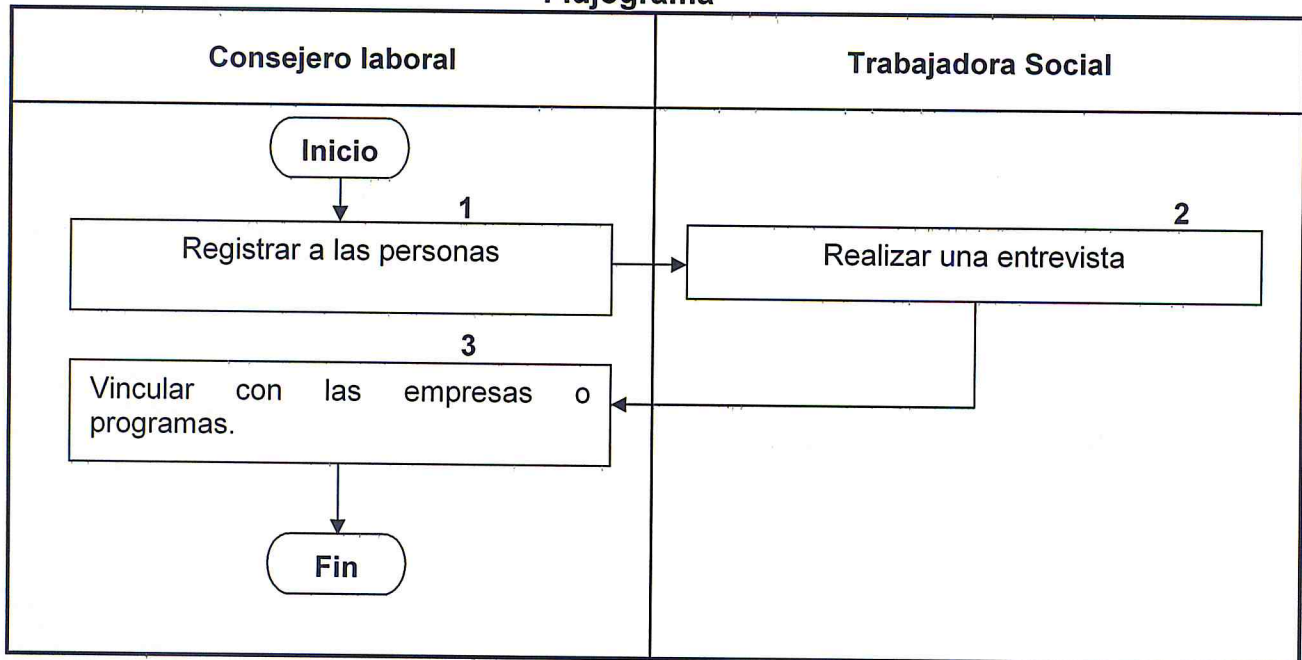 Flujograma
Consejero laboral
Trabajadora Social
Inicio
1
Registrar a las personas
2
Realizar una entrevista
3
Vincular con las empresas o
programas.
Fin